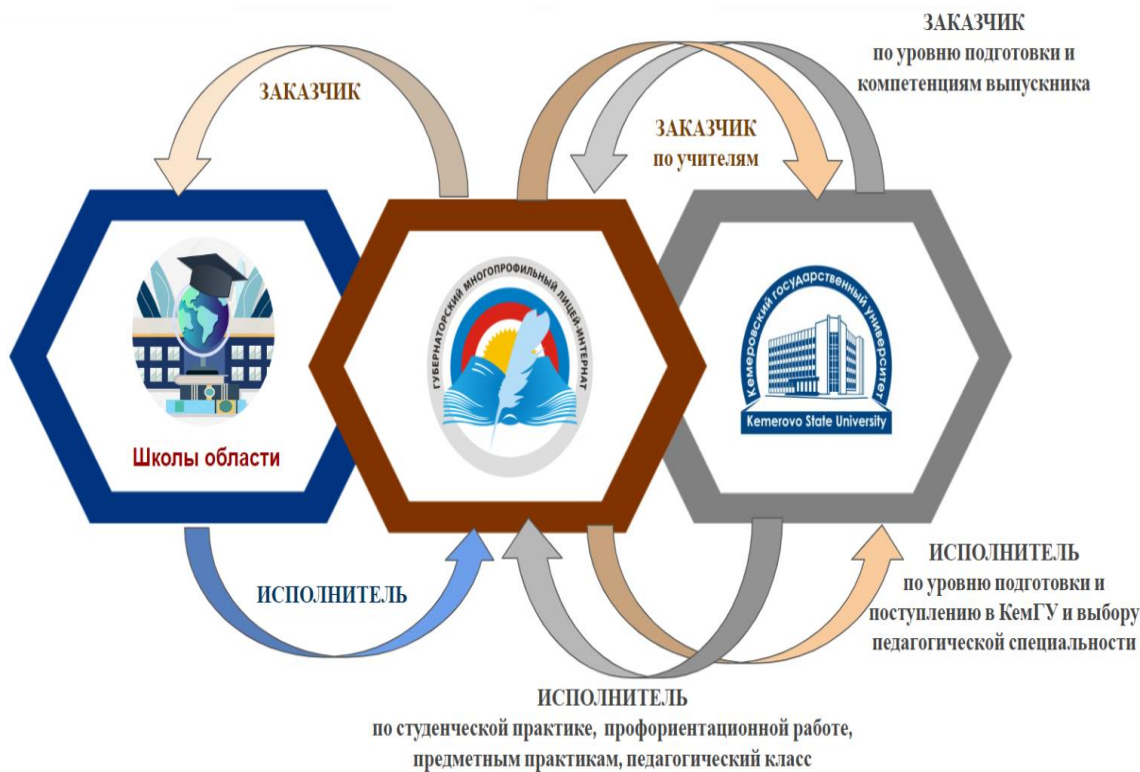 ЗАКАЗЧИК
по уровню подготовки и
компетенциям выпускника
ЗАКАЗЧИК
ЗАКАЗЧИК
по учителям
Школы области
ГУБЕРНАТОРСКИЙ МНОГОПРОФИЛЬНЫЙ ЛИЦЕЙ-ИНТЕРНАТ
Кемеровский государственный университет
Kemerovo State University
ИСПОЛНИТЕЛЬ
ИСПОЛНИТЕЛЬ
по уровню подготовки и
поступлению в КемГУ и выбору
педагогической специальности
ИСПОЛНИТЕЛЬ
по студенческой практике, профориентационной работе,
предметным практикам, педагогический класс